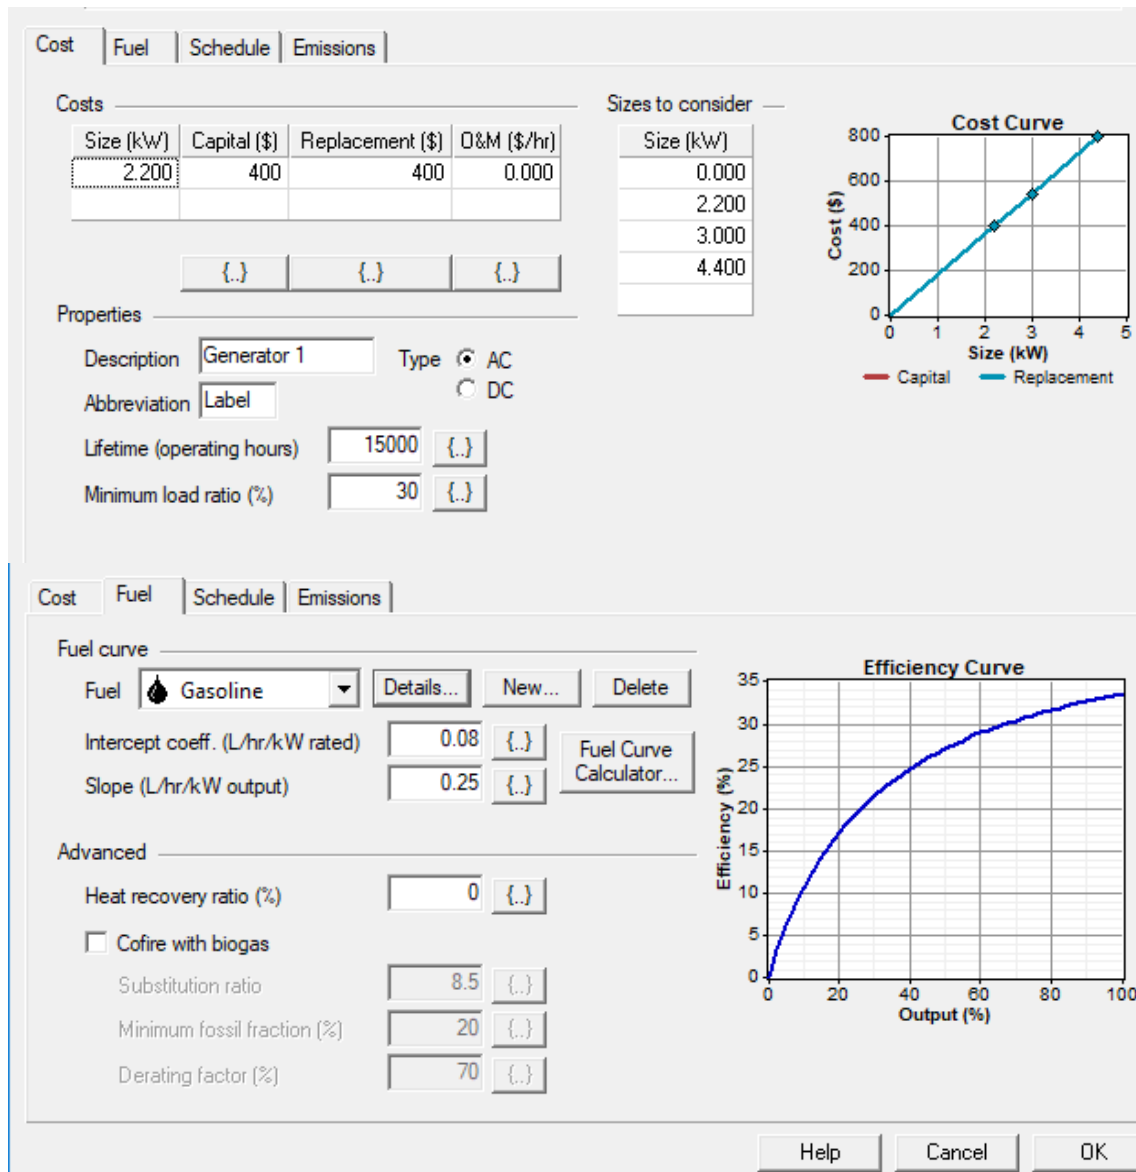 Cost Fuel Schedule Emissions
Costs
Size (kW) Capital ($) Replacement ($) O&M ($/hr)
2.200 400 400 0.000
{..} {..} {..}
Sizes to consider
Size (kW)
0.000
2.200
3.000
4.400
Cost Curve
800
600
400
200
0
Cost ($)
0 1 2 3 4 5
Size (kW)
Capital Replacement
Properties
Description Generator 1 Type AC
DC
Abbreviation Label
Lifetime (operating hours) 15000 {..}
Minimum load ratio (%) 30 {..}
Cost Fuel Schedule Emissions
Fuel curve
Fuel Gasoline Details... New... Delete
Intercept coeff. (L/hr/kW rated) 0.08 {..}
Slope (L/hr/kW output) 0.25 {..}
Fuel Curve
Calculator...
Advanced
Heat recovery ratio (%) 0 {..}
Cofire with biogas
Substitution ratio 8.5 {..}
Minimum fossil fraction (%) 20 {..}
Derating factor (%) 70 {..}
Efficiency Curve
35
30
25
20
15
10
5
0
Efficiency (%)
0 20 40 60 80 100
Output (%)
Help Cancel OK